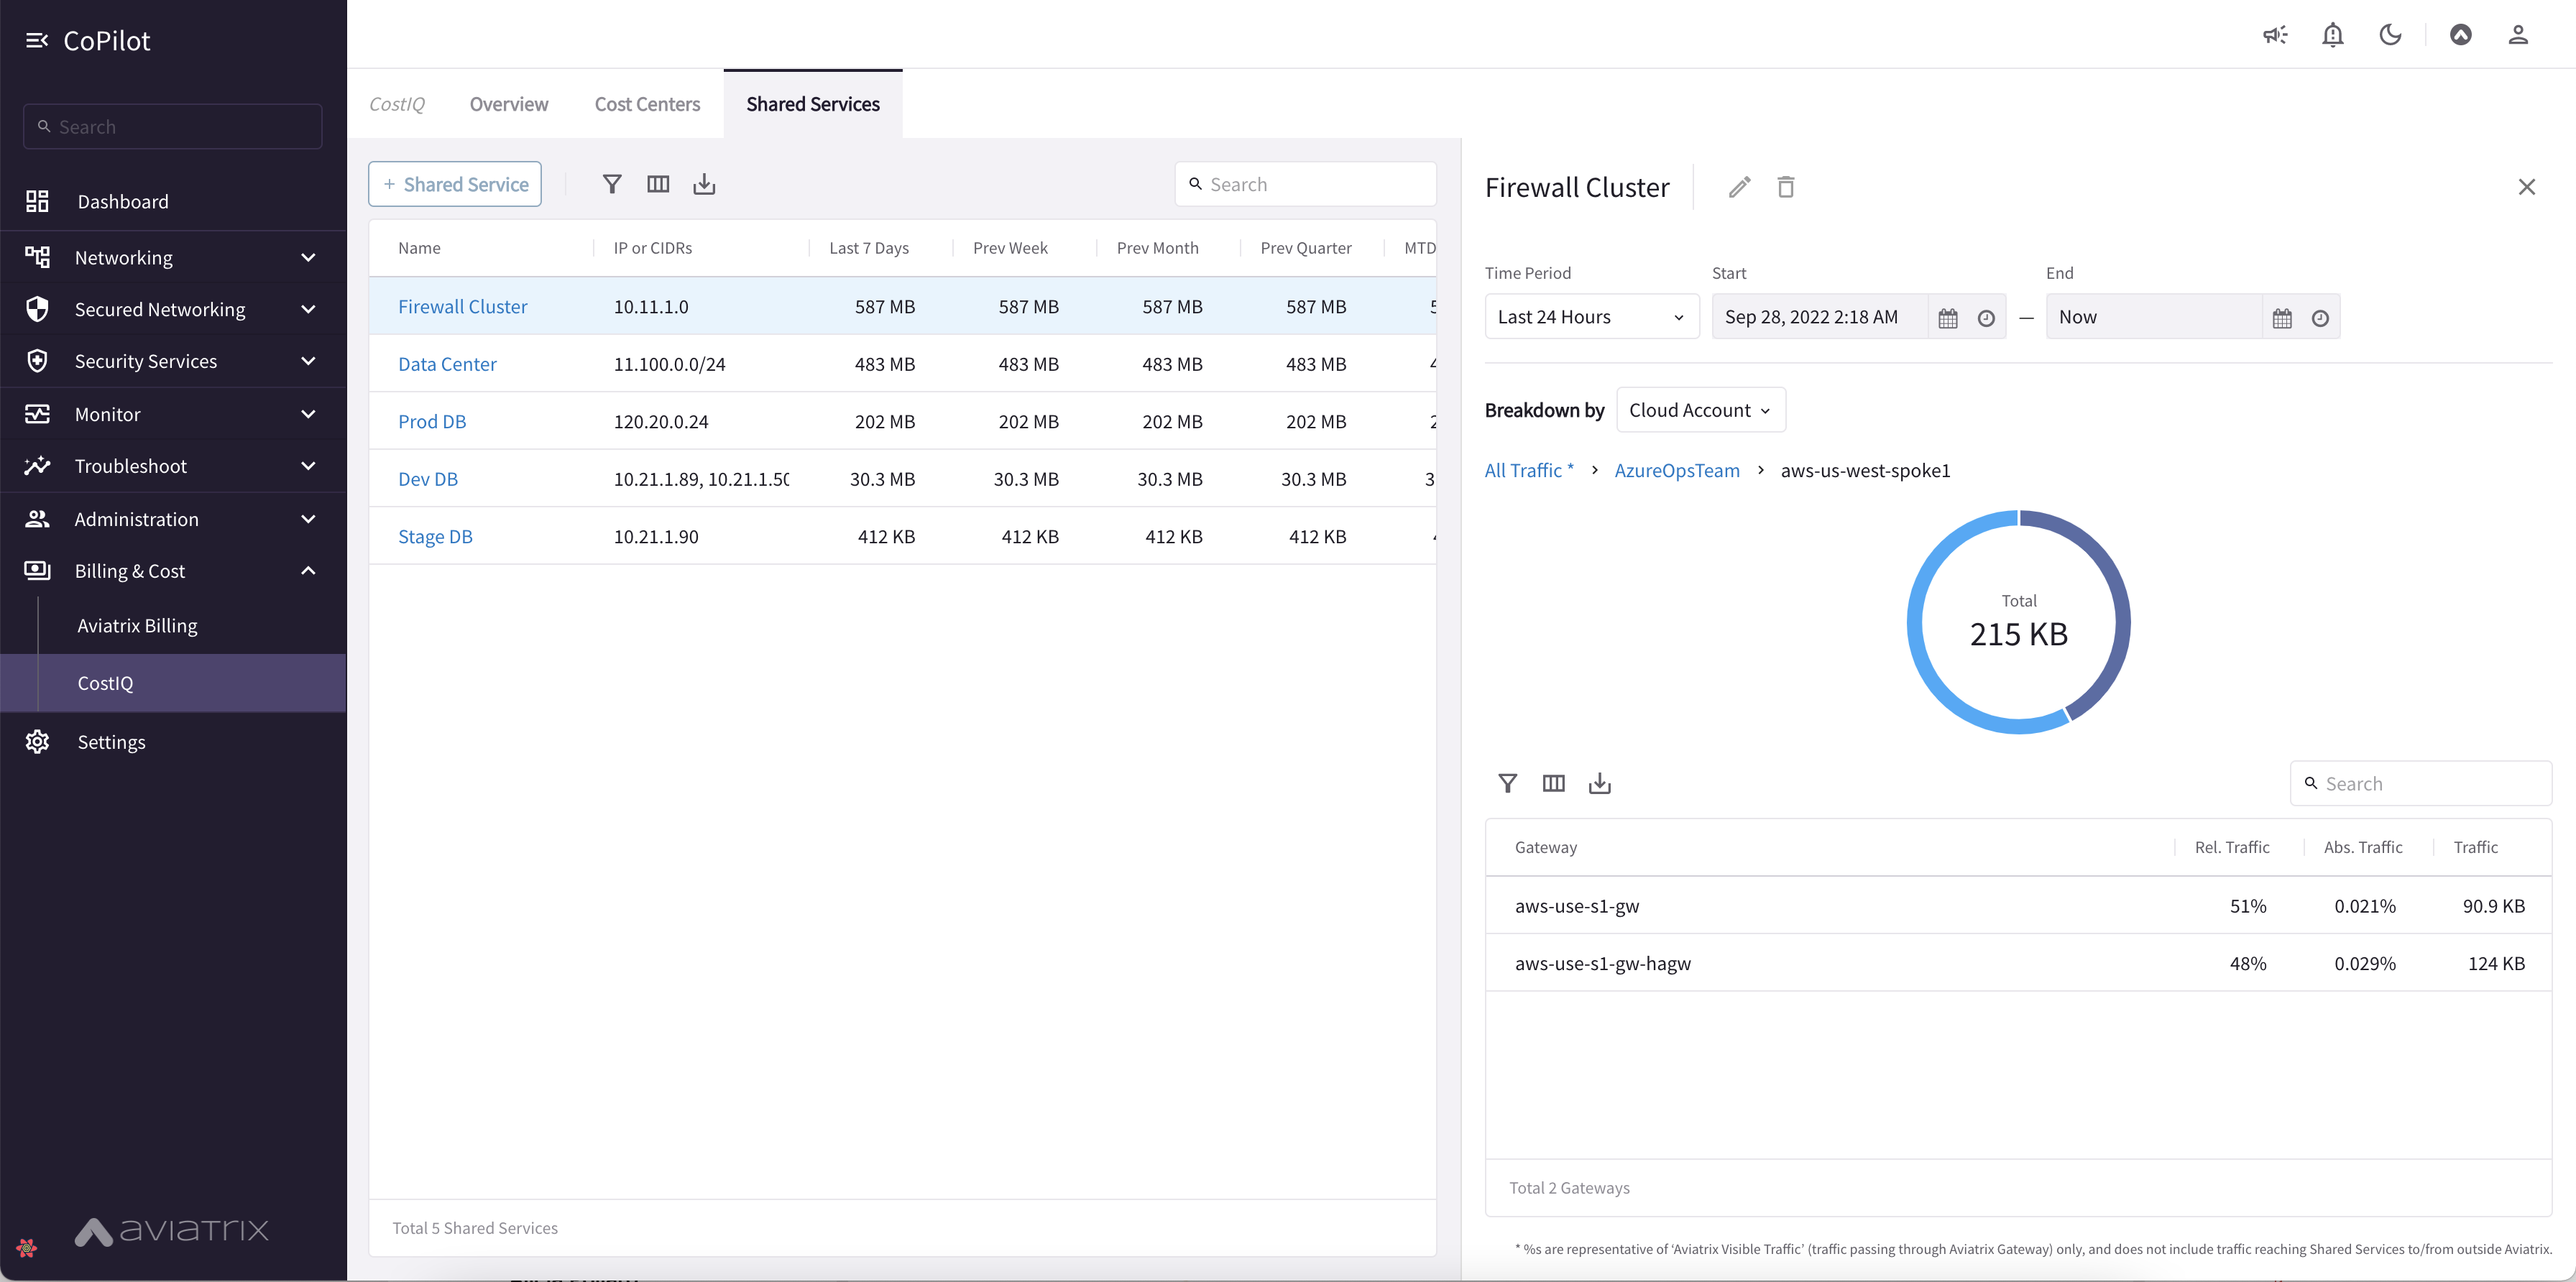 CoPilot
Search
Dashboard
Networking
Secured Networking
Security Services
Monitor
Troubleshoot
Administration
Billing & Cost
Aviatrix Billing
CostIQ
Settings
aviatrix
CostIQ Overview Cost Centers Shared Services
+ Shared Service
Search
Name IP or CIDRs Last 7 Days Prev Week Prev Month Prev Quarter MTD
Firewall Cluster 10.11.1.0 587 MB 587 MB 587 MB 587 MB 5
Data Center 11.100.0.0/24 483 MB 483 MB 483 MB 483 MB 4
Prod DB 120.20.0.24 202 MB 202 MB 202 MB 202 MB 2
Dev DB 10.21.1.89, 10.21.1.50 30.3 MB 30.3 MB 30.3 MB 30.3 MB 3
Stage DB 10.21.1.90 412 KB 412 KB 412 KB 412 KB 4
Total 5 Shared Services
Firewall Cluster
Time Period Start End
Last 24 Hours Sep 28, 2022 2:18 AM — Now
Breakdown by Cloud Account
All Traffic * > AzureOpsTeam > aws-us-west-spoke1
Total
215 KB
Search
Gateway Rel. Traffic Abs. Traffic Traffic
aws-use-s1-gw 51% 0.021% 90.9 KB
aws-use-s1-gw-hagw 48% 0.029% 124 KB
Total 2 Gateways
* %s are representative of ‘Aviatrix Visible Traffic’ (traffic passing through Aviatrix Gateway) only, and does not include traffic reaching Shared Services to/from outside Aviatrix.